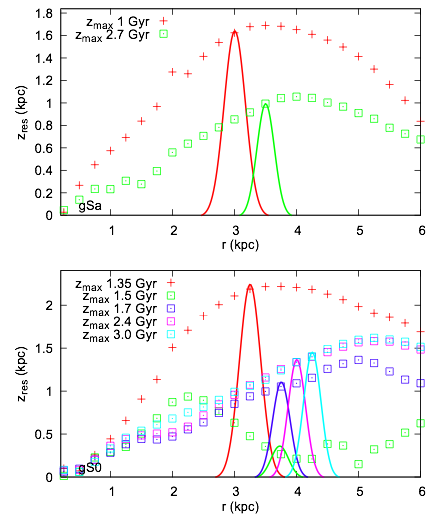 z_max 1 Gyr
z_max 2.7 Gyr
1.8
1.6
1.4
1.2
1
0.8
0.6
0.4
0.2
0
z_res (kpc)
gSa
1 2 3 4 5 6
r (kpc)
z_max 1.35 Gyr
z_max 1.5 Gyr
z_max 1.7 Gyr
z_max 2.4 Gyr
z_max 3.0 Gyr
2
1.5
1
0.5
0
z_res (kpc)
gS0
1 2 3 4 5 6
r (kpc)